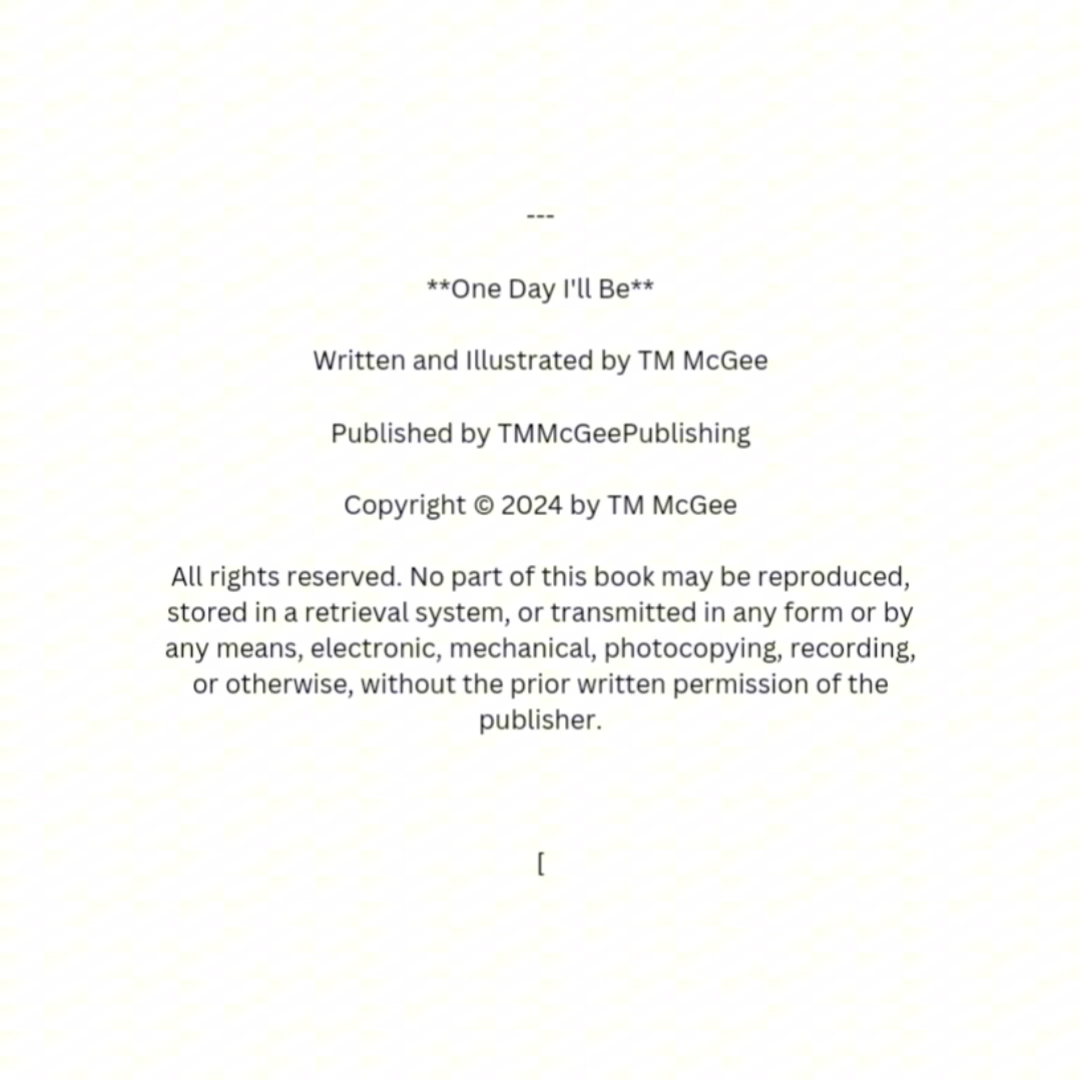 ---
**One Day I'll Be**
Written and Illustrated by TM McGee
Published by TMMcGeePublishing
Copyright © 2024 by TM McGee
All rights reserved. No part of this book may be reproduced,
stored in a retrieval system, or transmitted in any form or by
any means, electronic, mechanical, photocopying, recording,
or otherwise, without the prior written permission of the
publisher.
[